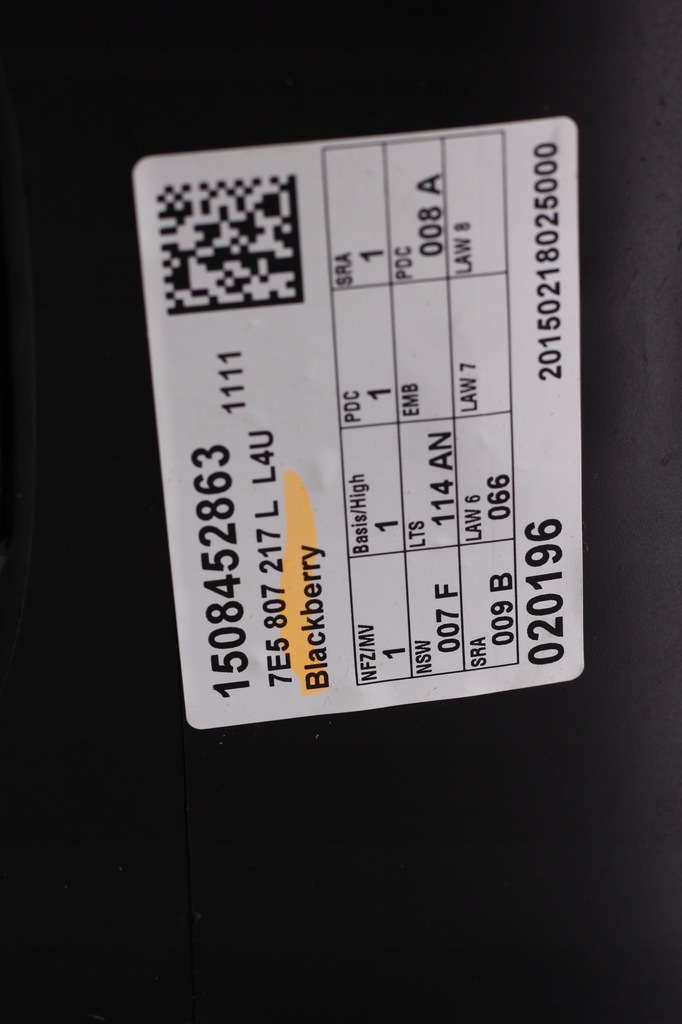 1508452863 1111
7E5 807 217 L L4U
Blackberry
NFZ/MV Basis/High PDC SRA
1 1 1 1
NSW LTS EMB PDC
007 F 114 AN 008 A
SRA LAW 6 LAW 7 LAW 8
009 B 066
020196 20150218025000